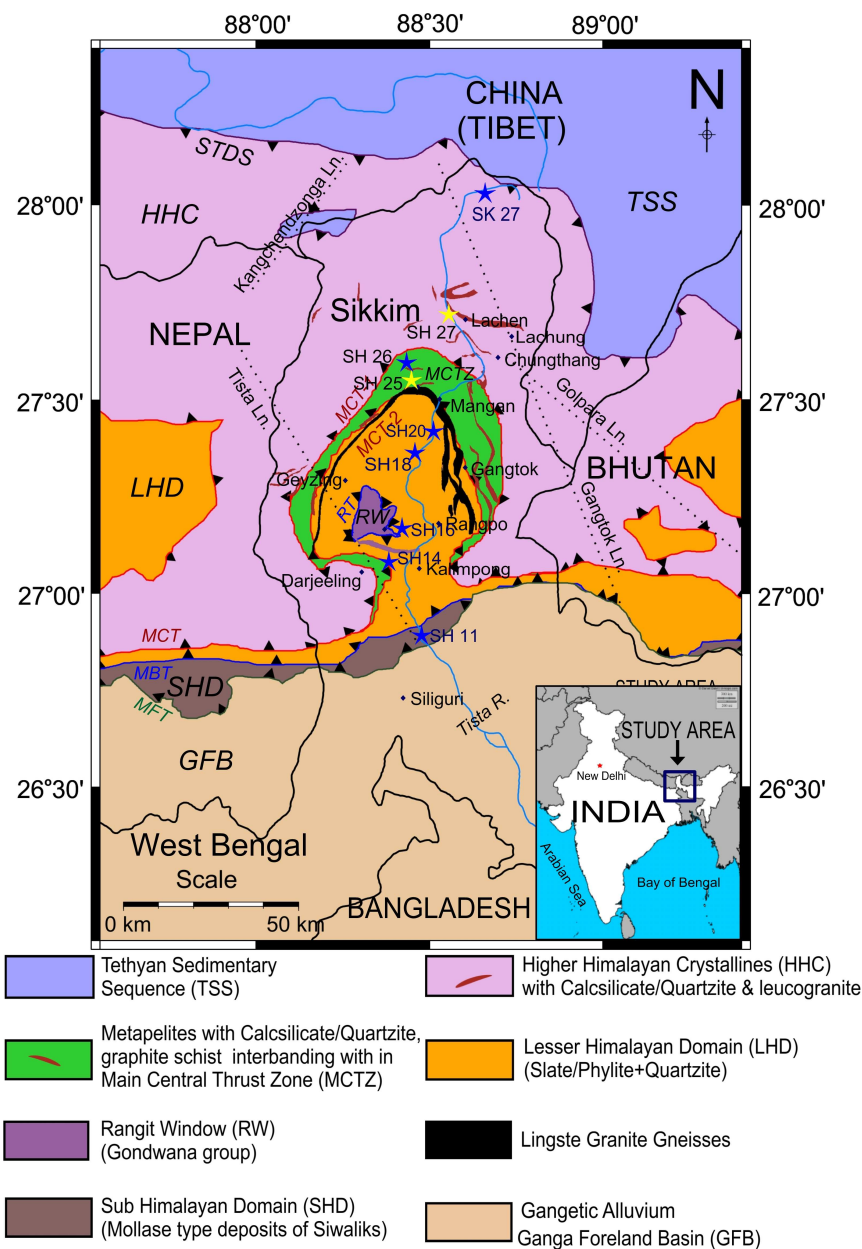 88°00'
88°30'
89°00'
CHINA
(TIBET)
N
STDS
Kangchendzonga Ln.
28°00'
28°00'
HHC
SK 27
TSS
Sikkim
NEPAL
SH 27
Lachen
Lachung
SH 26
Chungthang
SH 25
MCTZ
Tista Ln.
MCT-1
MCT-2
27°30'
27°30'
Mangan
Golpara Ln.
SH20
SH18
Gangtok
BHUTAN
Geyzing
LHD
Gangtok Ln
RT
RW
SH16
Rangpo
SH14
Kalimpong
Darjeeling
27°00'
27°00'
MCT
SH 11
MBT
SHD
MFT
STUDY AREA
Siliguri
Tista R.
GFB
STUDY AREA
New Delhi
26°30'
26°30'
INDIA
West Bengal
Arabian Sea
Bay of Bengal
Scale
0 km
50 km
BANGLADESH
Tethyan Sedimentary
Sequence (TSS)
Higher Himalayan Crystallines (HHC)
with Calcsilicate/Quartzite & leucogranite
Metapelites with Calcsilicate/Quartzite,
graphite schist interbanding with in
Main Central Thrust Zone (MCTZ)
Lesser Himalayan Domain (LHD)
(Slate/Phylite+Quartzite)
Rangit Window (RW)
(Gondwana group)
Lingste Granite Gneisses
Sub Himalayan Domain (SHD)
(Mollase type deposits of Siwaliks)
Gangetic Alluvium
Ganga Foreland Basin (GFB)